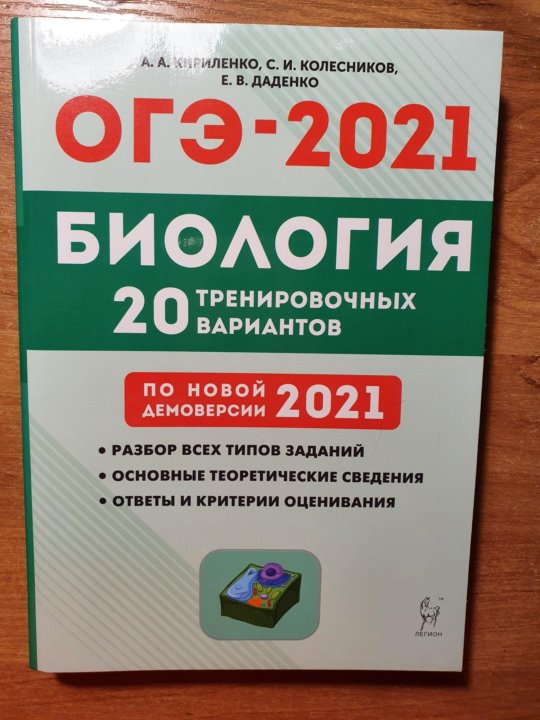 А. А. КИРИЛЕНКО, С. И. КОЛЕСНИКОВ,
Е. В. ДАДЕНКО
ОГЭ-2021
БИОЛОГИЯ
20 ТРЕНИРОВОЧНЫХ
ВАРИАНТОВ
ПО НОВОЙ
ДЕМОВЕРСИИ 2021
• РАЗБОР ВСЕХ ТИПОВ ЗАДАНИЙ
• ОСНОВНЫЕ ТЕОРЕТИЧЕСКИЕ СВЕДЕНИЯ
• ОТВЕТЫ И КРИТЕРИИ ОЦЕНИВАНИЯ
TM
ЛЕГИОН